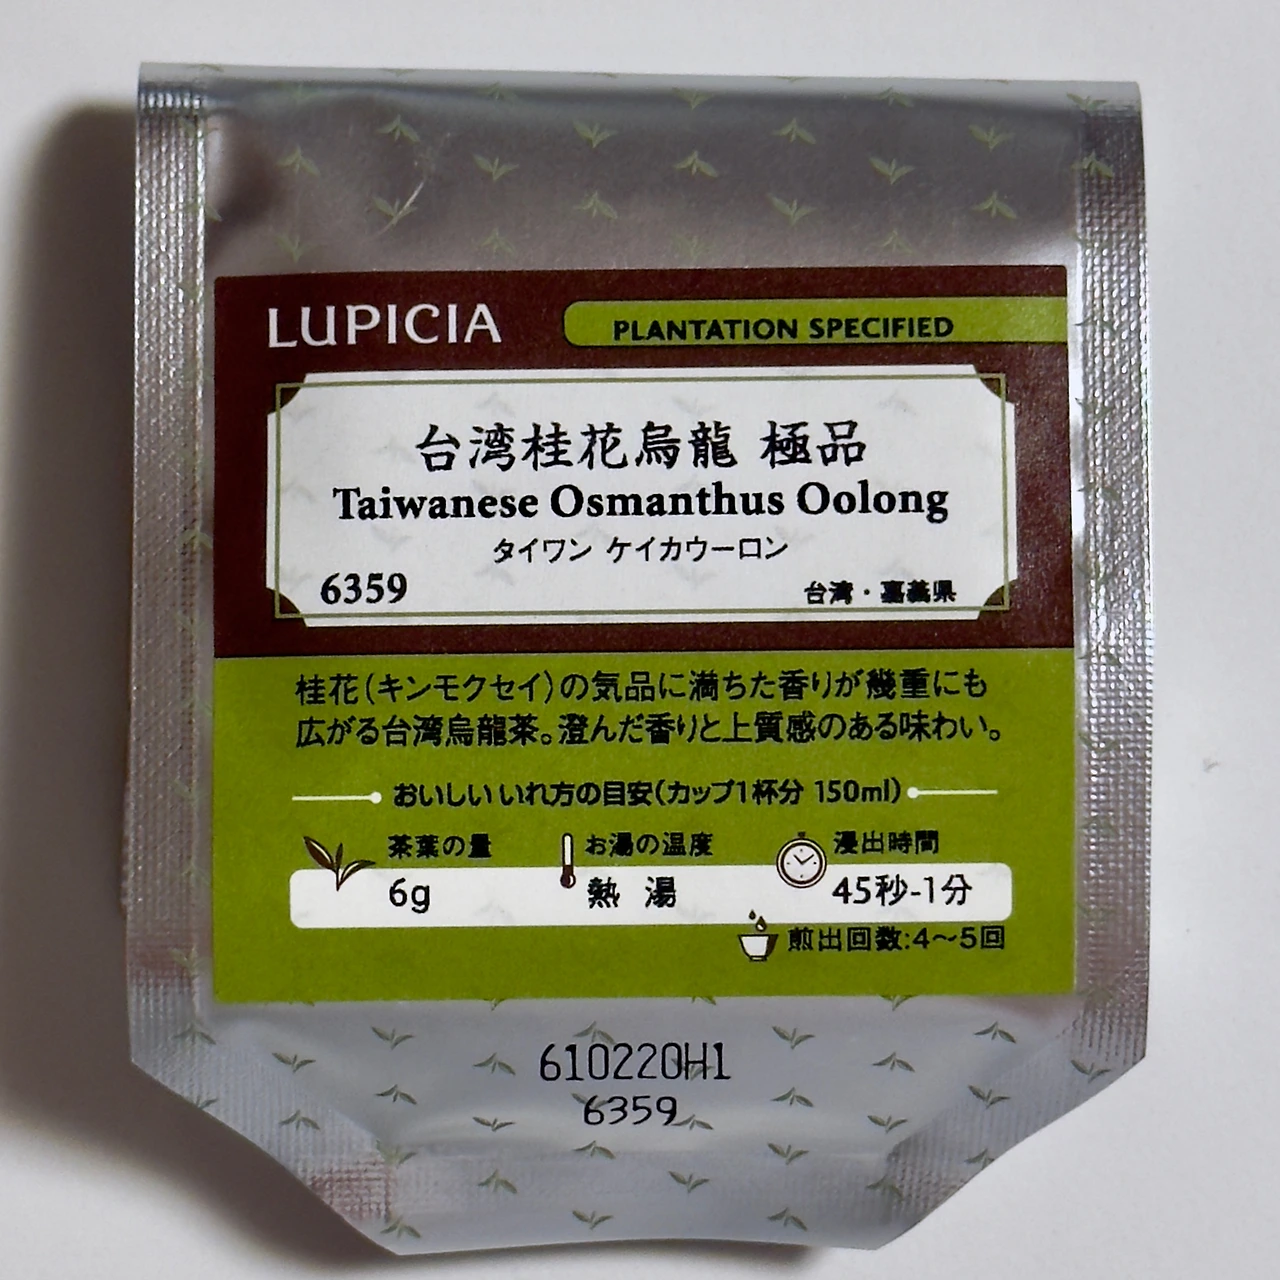 LUPICIA
PLANTATION SPECIFIED
台湾桂花烏龍 極品
Taiwanese Osmanthus Oolong
タイワン ケイカウーロン
6359
台湾・嘉義県
桂花(キンモクセイ)の気品に満ちた香りが幾重にも
広がる台湾烏龍茶。澄んだ香りと上質感のある味わい。
おいしいいれ方の目安(カップ1杯分 150ml)
茶葉の量
お湯の温度
浸出時間
6g
熱 湯
45秒-1分
煎出回数:4〜5回
610220H1
6359